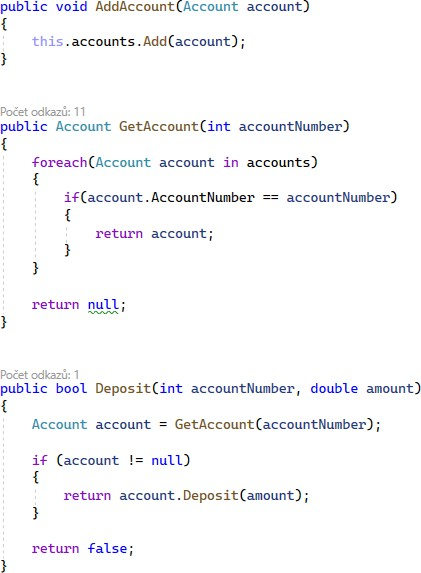 public void AddAccount(Account account)
{
    this.accounts.Add(account);
}
Počet odkazů: 11
public Account GetAccount(int accountNumber)
{
    foreach(Account account in accounts)
    {
        if(account.AccountNumber == accountNumber)
        {
            return account;
        }
    }
    return null;
}
Počet odkazů: 1
public bool Deposit(int accountNumber, double amount)
{
    Account account = GetAccount(accountNumber);
    if (account != null)
    {
        return account.Deposit(amount);
    }
    return false;
}